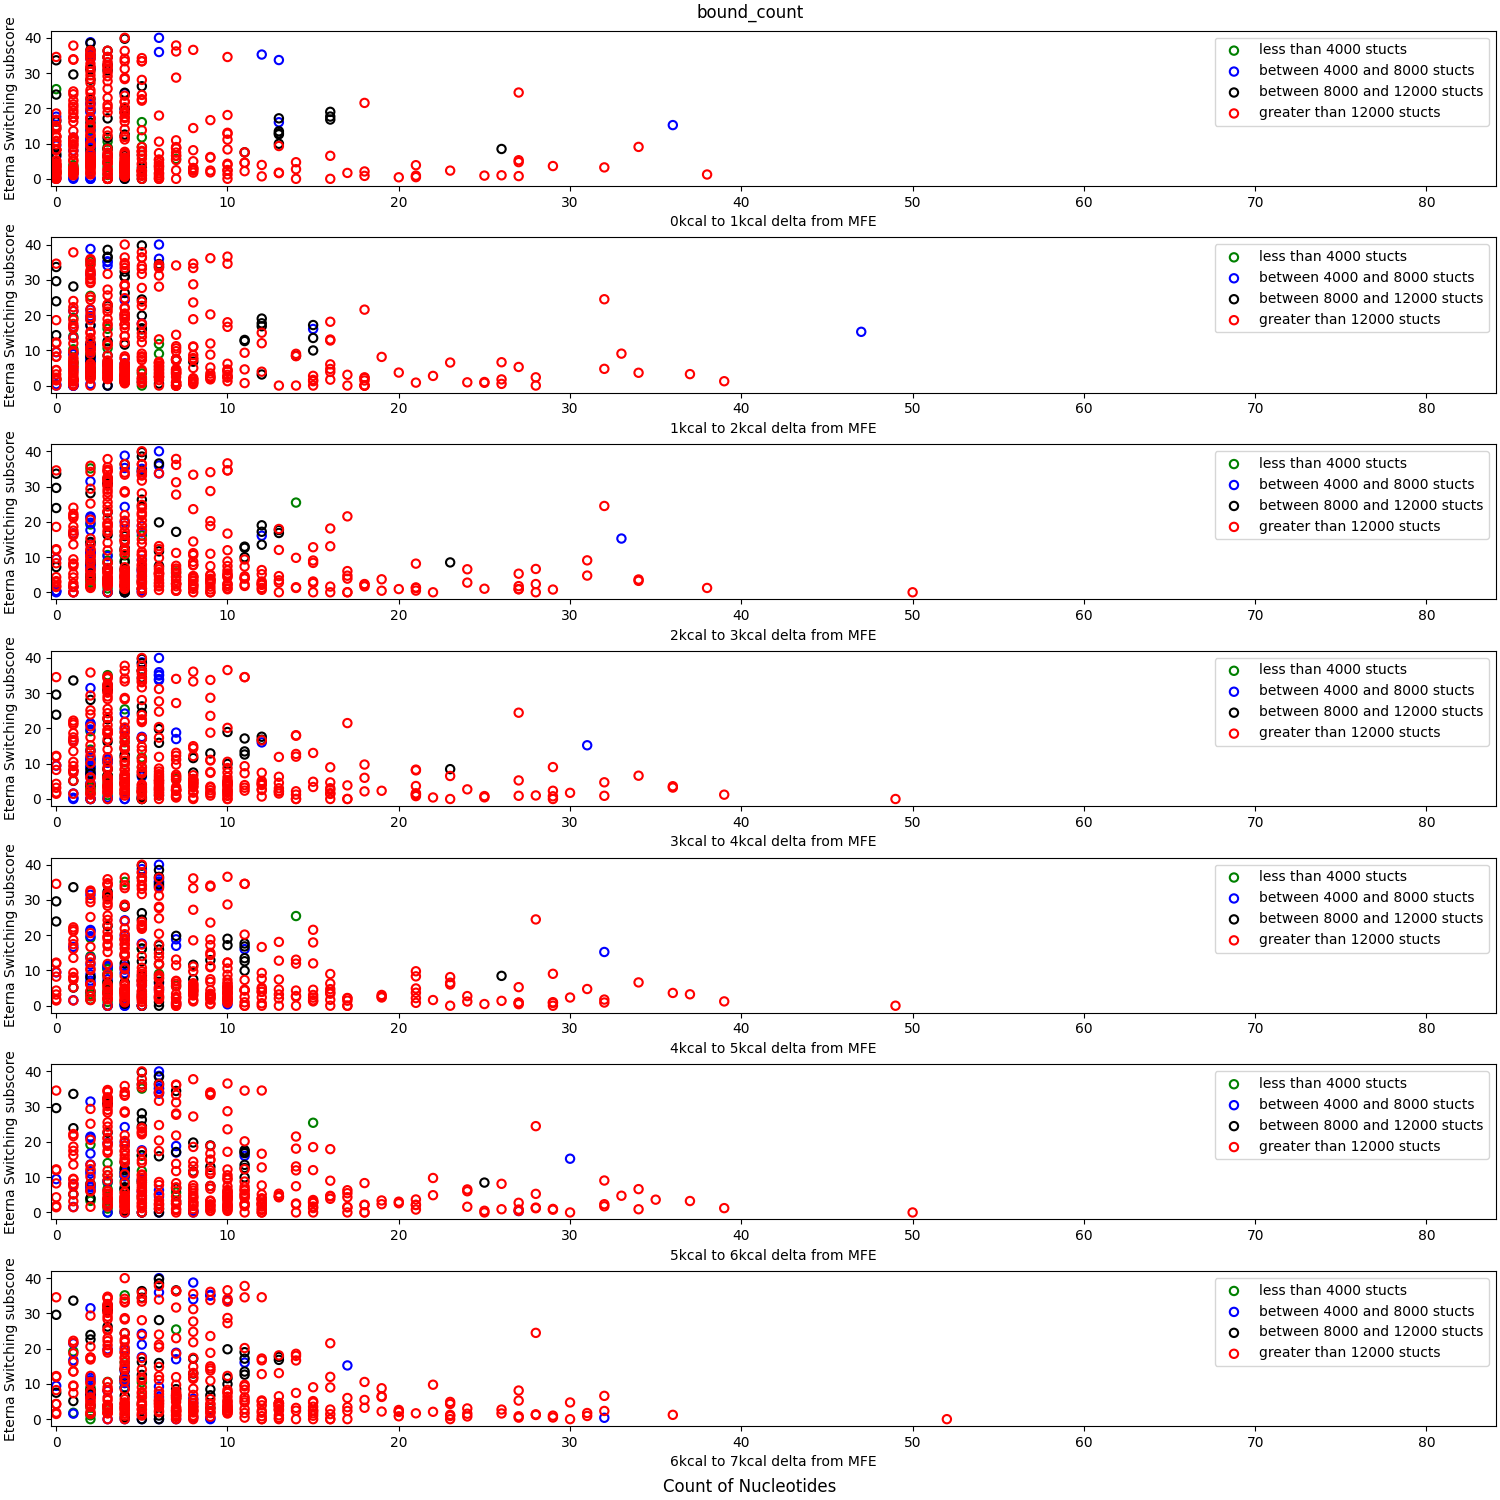 bound_count
Eterna Switching subscore
40
30
20
10
0
less than 4000 stucts
between 4000 and 8000 stucts
between 8000 and 12000 stucts
greater than 12000 stucts
0 10 20 30 40 50 60 70 80
0kcal to 1kcal delta from MFE
Eterna Switching subscore
40
30
20
10
0
less than 4000 stucts
between 4000 and 8000 stucts
between 8000 and 12000 stucts
greater than 12000 stucts
0 10 20 30 40 50 60 70 80
1kcal to 2kcal delta from MFE
Eterna Switching subscore
40
30
20
10
0
less than 4000 stucts
between 4000 and 8000 stucts
between 8000 and 12000 stucts
greater than 12000 stucts
0 10 20 30 40 50 60 70 80
2kcal to 3kcal delta from MFE
Eterna Switching subscore
40
30
20
10
0
less than 4000 stucts
between 4000 and 8000 stucts
between 8000 and 12000 stucts
greater than 12000 stucts
0 10 20 30 40 50 60 70 80
3kcal to 4kcal delta from MFE
Eterna Switching subscore
40
30
20
10
0
less than 4000 stucts
between 4000 and 8000 stucts
between 8000 and 12000 stucts
greater than 12000 stucts
0 10 20 30 40 50 60 70 80
4kcal to 5kcal delta from MFE
Eterna Switching subscore
40
30
20
10
0
less than 4000 stucts
between 4000 and 8000 stucts
between 8000 and 12000 stucts
greater than 12000 stucts
0 10 20 30 40 50 60 70 80
5kcal to 6kcal delta from MFE
Eterna Switching subscore
40
30
20
10
0
less than 4000 stucts
between 4000 and 8000 stucts
between 8000 and 12000 stucts
greater than 12000 stucts
0 10 20 30 40 50 60 70 80
6kcal to 7kcal delta from MFE
Count of Nucleotides